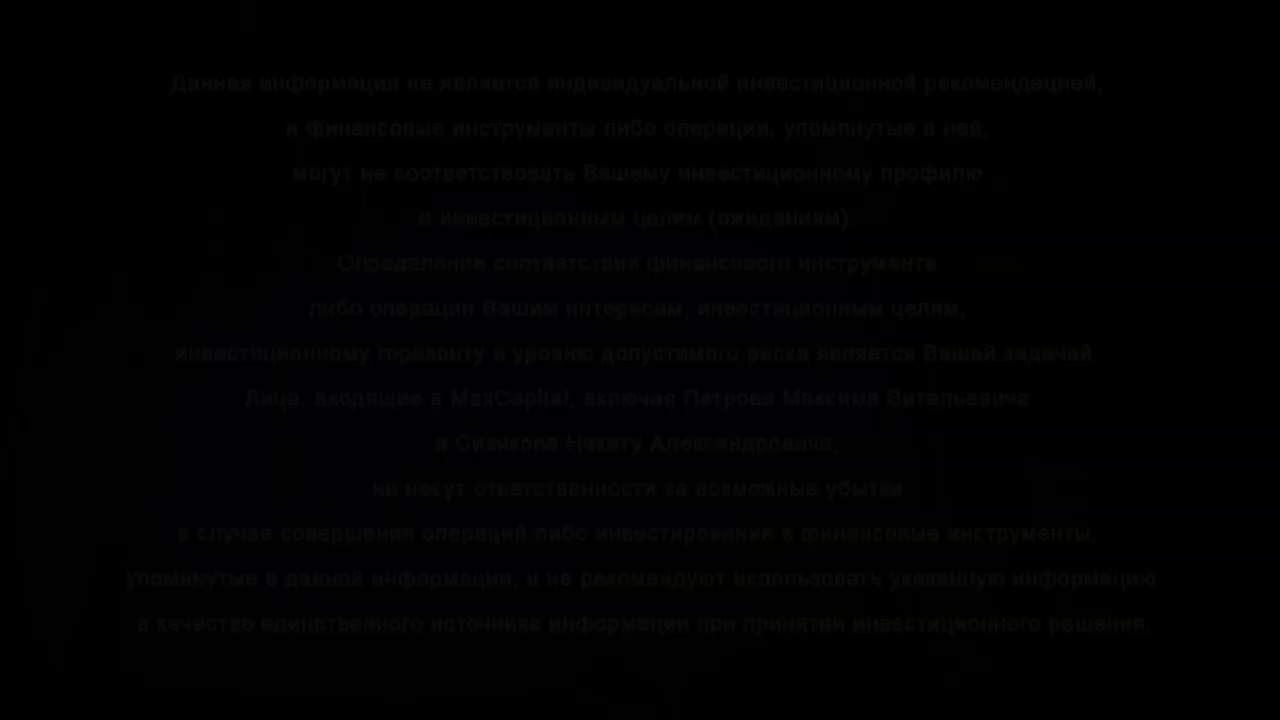 Данная информация не является индивидуальной инвестиционной рекомендацией,
и финансовые инструменты либо операции, упомянутые в ней,
могут не соответствовать Вашему инвестиционному профилю
и инвестиционным целям (ожиданиям).
Определение соответствия финансового инструмента
либо операции Вашим интересам, инвестиционным целям,
инвестиционному горизонту и уровню допустимого риска является Вашей задачей.
Лица, входящие в MaxCapital, включая Петрова Максима Витальевича
и Никиту Александровича,
не несут ответственности за возможные убытки
в случае совершения операций либо инвестирования в финансовые инструменты,
упомянутые в данной информации, и не рекомендуют использовать указанную информацию
в качестве единственного источника информации при принятии инвестиционного решения.